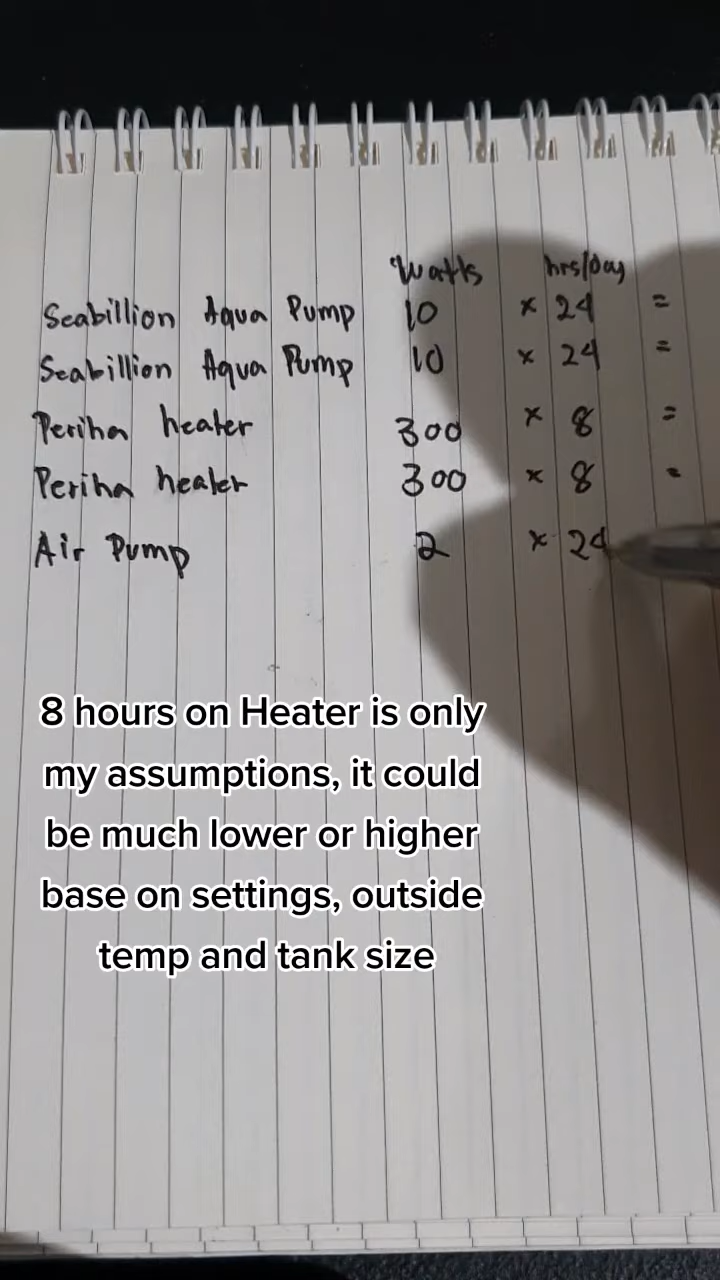 Watts hrs/day
Seabillion Aqua Pump 10 × 24 =
Seabillion Aqua Pump 10 × 24 =
Periha heater 300 × 8 =
Periha heater 300 × 8 =
Air Pump 2 × 24
8 hours on Heater is only
my assumptions, it could
be much lower or higher
base on settings, outside
temp and tank size